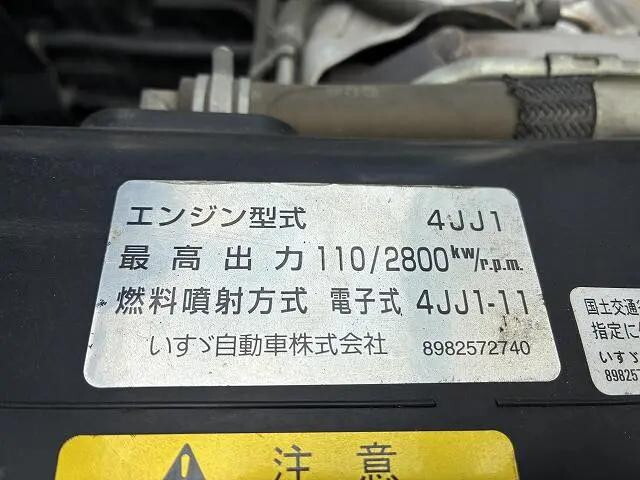 エンジン型式 4JJ1
最高出力 110/2800kw/r.p.m.
燃料噴射方式 電子式 4JJ1-11
いすゞ自動車株式会社 8982572740
国土交通
指定に
いすゞ
89825
注意